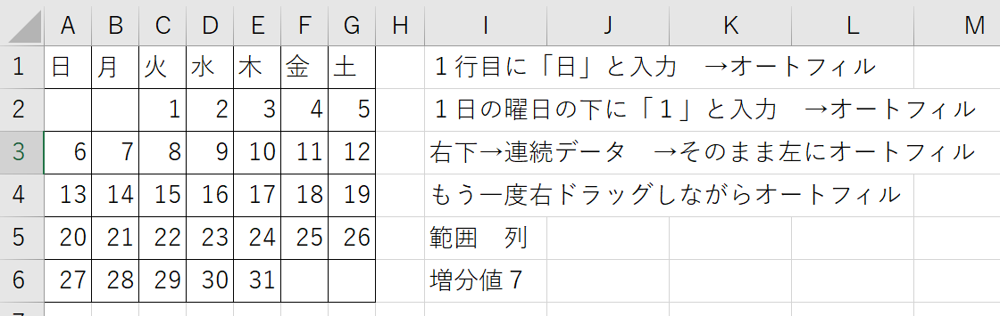 A B C D E F G H I J K L M
1 日 月 火 水 木 金 土 １行目に「日」と入力　→オートフィル
2 1 2 3 4 5 １日の曜日の下に「１」と入力　→オートフィル
3 6 7 8 9 10 11 12 右下→連続データ　→そのまま左にオートフィル
4 13 14 15 16 17 18 19 もう一度右ドラッグしながらオートフィル
5 20 21 22 23 24 25 26 範囲　列
6 27 28 29 30 31 増分値７